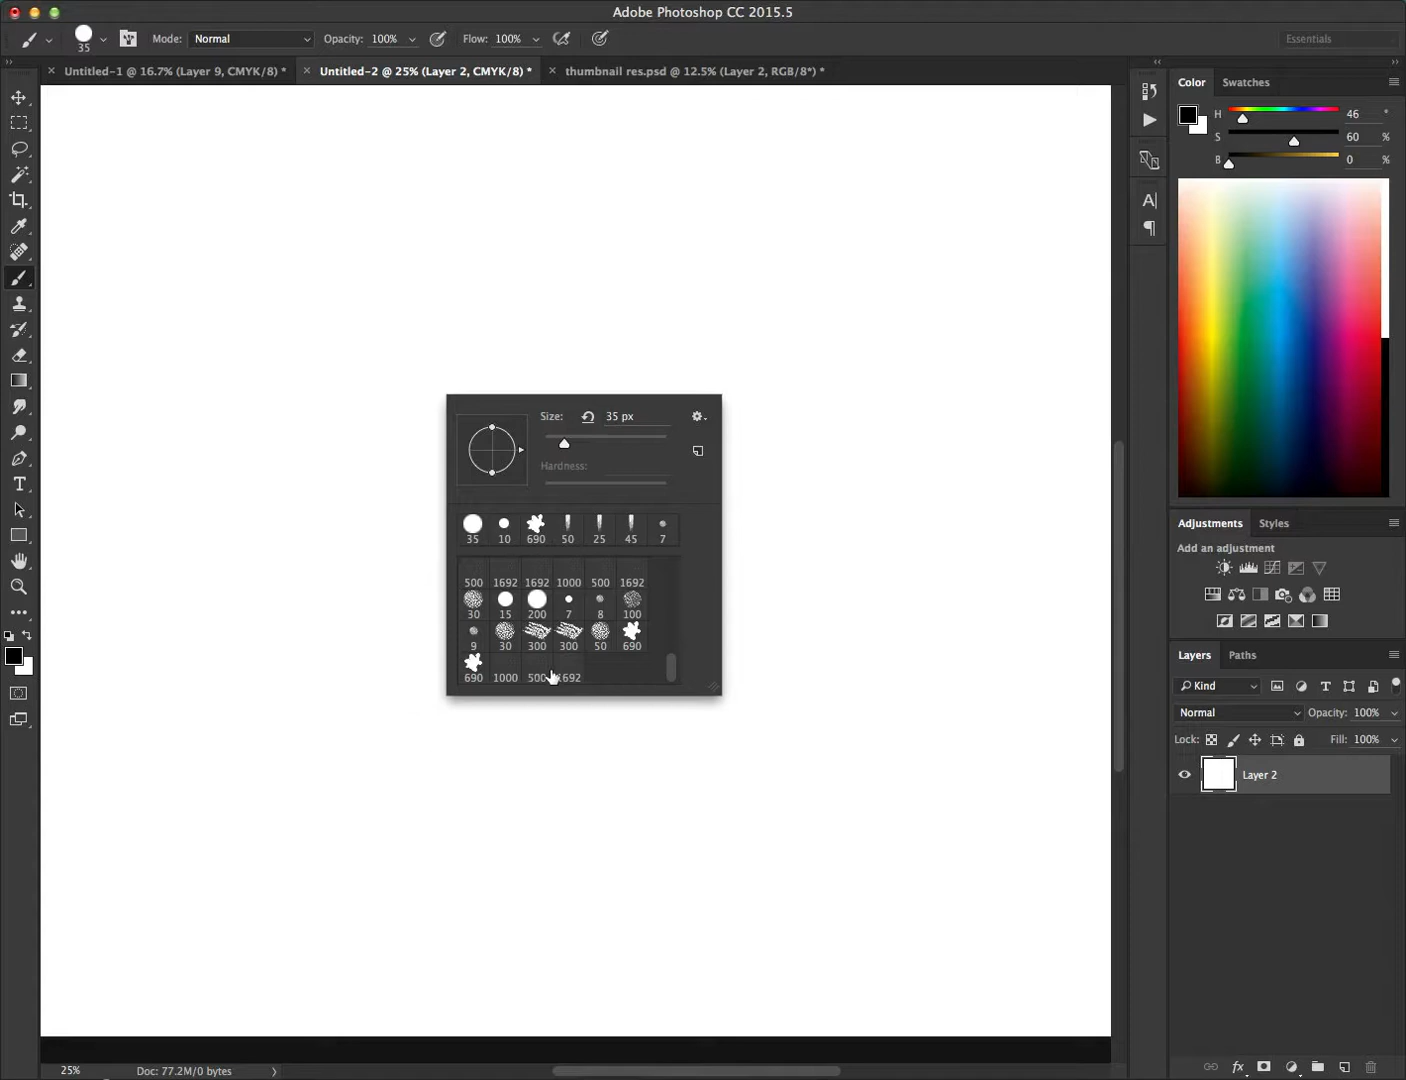 Adobe Photoshop CC 2015.5
35
Mode: Normal
Opacity: 100%
Flow: 100%
Essentials
Untitled-1 @ 16.7% (Layer 9, CMYK/8) *
Untitled-2 @ 25% (Layer 2, CMYK/8) *
thumbnail res.psd @ 12.5% (Layer 2, RGB/8*) *
Color Swatches
H 46 °
S 60 %
B 0 %
Size: 35 px
Hardness:
35 10 690 50 25 45 7
500 1692 1692 1000 500 1692
30 15 200 7 8 100
9 30 300 300 50 690
690 1000 500 1692
Adjustments Styles
Add an adjustment
Layers Paths
Kind
Normal Opacity: 100%
Lock: Fill: 100%
Layer 2
fx
25% Doc: 77.2M/0 bytes